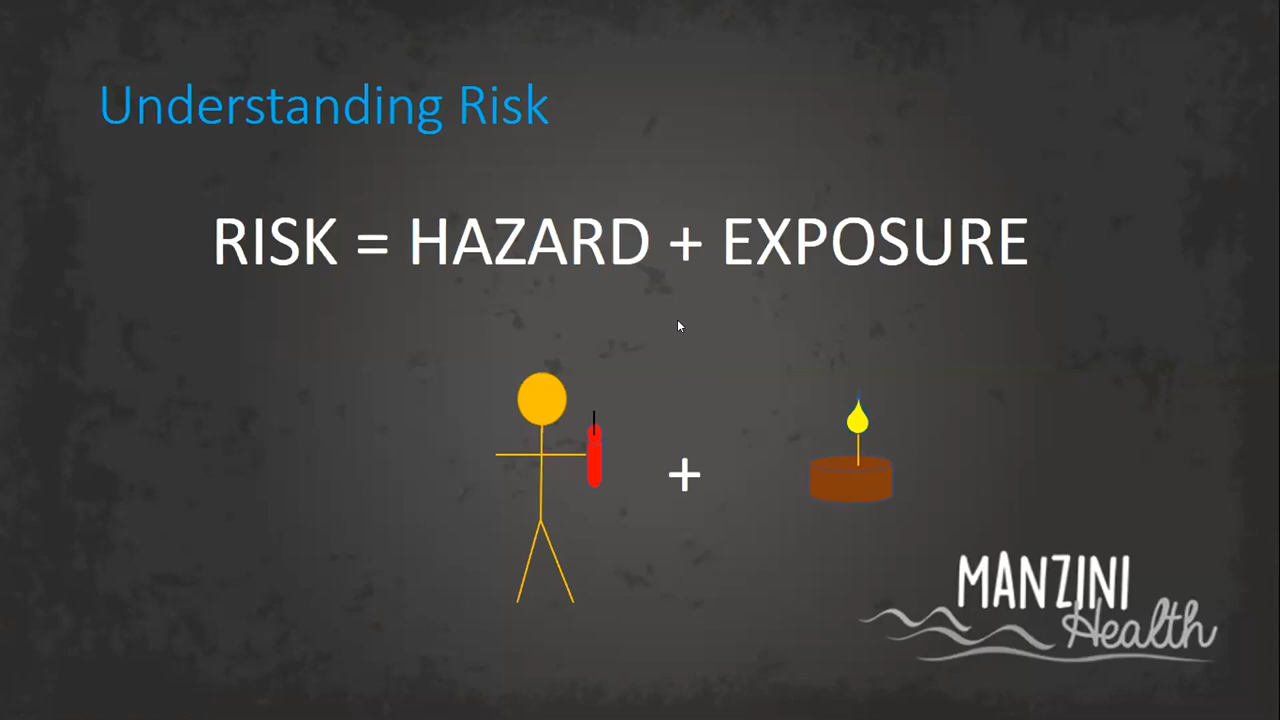 Understanding Risk
RISK = HAZARD + EXPOSURE
+
MANZINI
Health